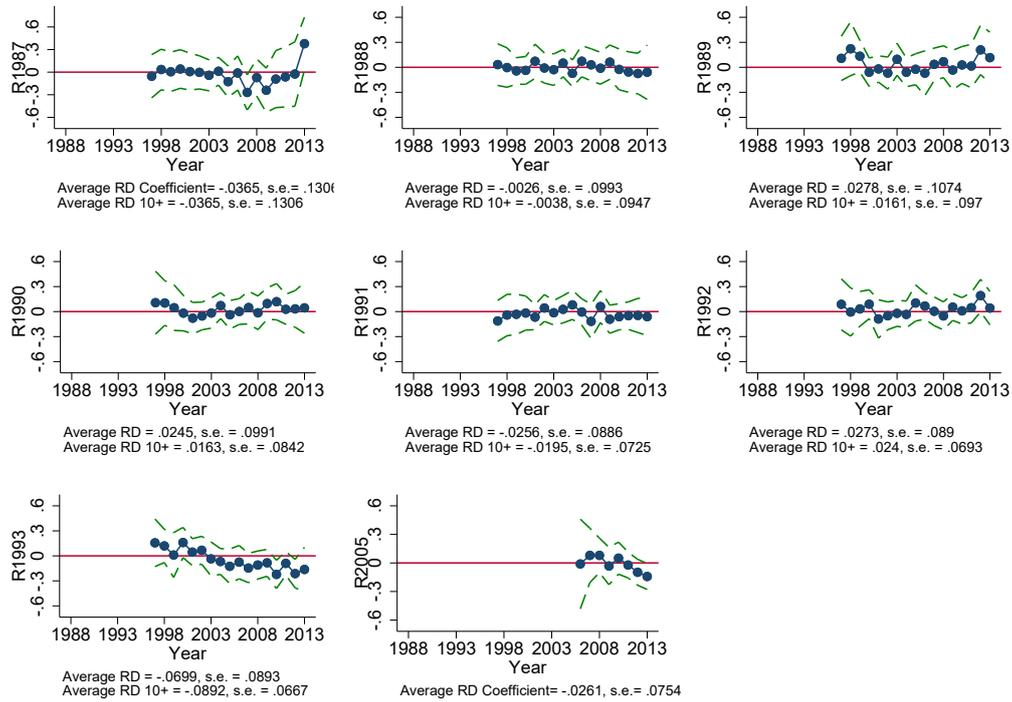 R1987
.6
.3
0
-.3
-.6
1988 1993 1998 2003 2008 2013
Year
Average RD Coefficient= -.0365, s.e.= .1306
Average RD 10+ = -.0365, s.e. = .1306
R1988
.6
.3
0
-.3
-.6
1988 1993 1998 2003 2008 2013
Year
Average RD = -.0026, s.e. = .0993
Average RD 10+ = -.0038, s.e. = .0947
R1989
.6
.3
0
-.3
-.6
1988 1993 1998 2003 2008 2013
Year
Average RD = .0278, s.e. = .1074
Average RD 10+ = .0161, s.e. = .097
R1990
.6
.3
0
-.3
-.6
1988 1993 1998 2003 2008 2013
Year
Average RD = .0245, s.e. = .0991
Average RD 10+ = .0163, s.e. = .0842
R1991
.6
.3
0
-.3
-.6
1988 1993 1998 2003 2008 2013
Year
Average RD = -.0256, s.e. = .0886
Average RD 10+ = -.0195, s.e. = .0725
R1992
.6
.3
0
-.3
-.6
1988 1993 1998 2003 2008 2013
Year
Average RD = .0273, s.e. = .089
Average RD 10+ = .024, s.e. = .0693
R1993
.6
.3
0
-.3
-.6
1988 1993 1998 2003 2008 2013
Year
Average RD = -.0699, s.e. = .0893
Average RD 10+ = -.0892, s.e. = .0667
R2005
.6
.3
0
-.3
-.6
1988 1993 1998 2003 2008 2013
Year
Average RD Coefficient= -.0261, s.e.= .0754